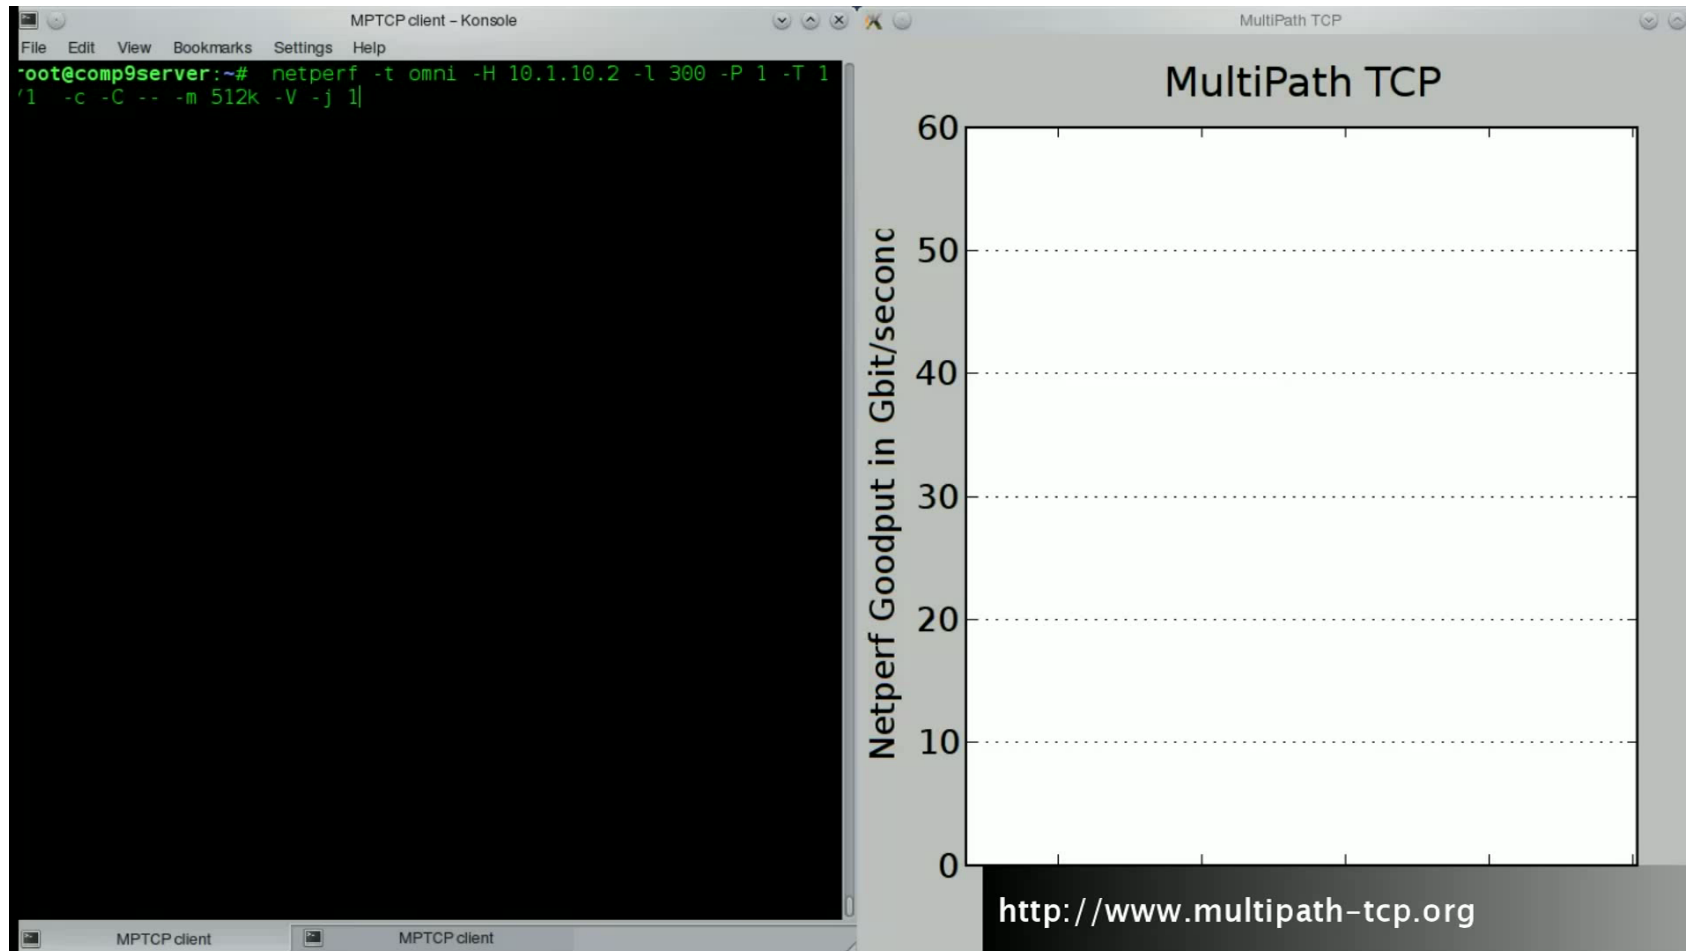 MPTCP client – Konsole
File Edit View Bookmarks Settings Help
root@comp9server:~# netperf -t omni -H 10.1.10.2 -l 300 -P 1 -T 1
/1 -c -C -- -m 512k -V -j 1
MPTCP client
MPTCP client
MultiPath TCP
MultiPath TCP
Netperf Goodput in Gbit/second
60
50
40
30
20
10
0
http://www.multipath-tcp.org